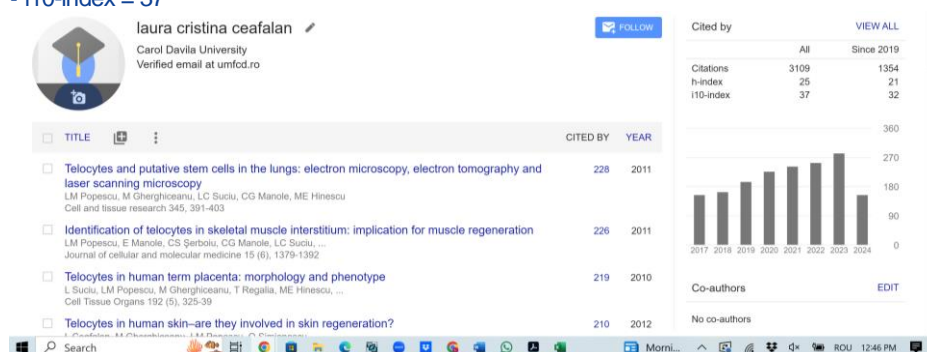 - i10-index = 37
laura cristina ceafalan
Carol Davila University
Verified email at umfcd.ro
FOLLOW
TITLE
CITED BY
YEAR
Telocytes and putative stem cells in the lungs: electron microscopy, electron tomography and
laser scanning microscopy
LM Popescu, M Gherghiceanu, LC Suciu, CG Manole, ME Hinescu
Cell and tissue research 345, 391-403
228
2011
Identification of telocytes in skeletal muscle interstitium: implication for muscle regeneration
LM Popescu, E Manole, CS Şerboiu, CG Manole, LC Suciu, ...
Journal of cellular and molecular medicine 15 (6), 1379-1392
226
2011
Telocytes in human term placenta: morphology and phenotype
L Suciu, LM Popescu, M Gherghiceanu, T Regalia, ME Hinescu, ...
Cell Tissue Organs 192 (5), 325-39
219
2010
Telocytes in human skin–are they involved in skin regeneration?
210
2012
Cited by
VIEW ALL
All
Since 2019
Citations 3109 1354
h-index 25 21
i10-index 37 32
360
270
180
90
0
2017 2018 2019 2020 2021 2022 2023 2024
Co-authors
EDIT
No co-authors
Search
Morni...
ROU
12:46 PM